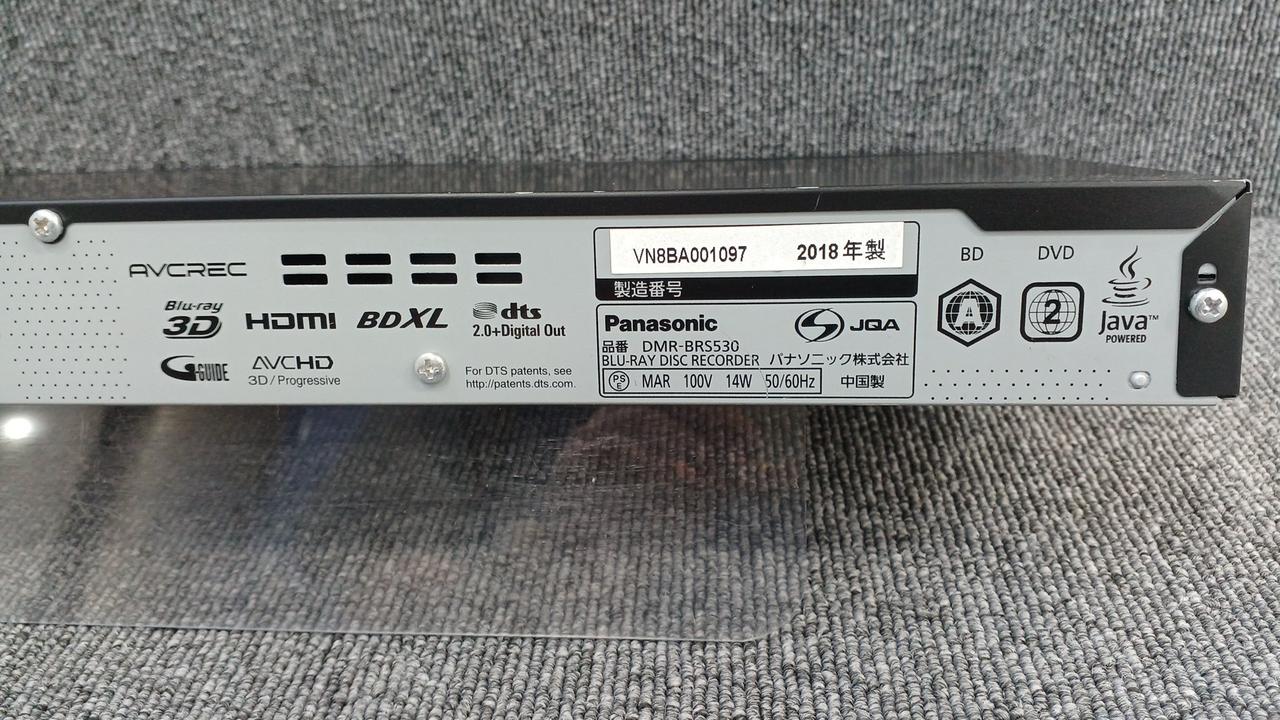 AVCREC
Blu-ray 3D
HDMI
BDXL
dts
2.0+Digital Out
G-GUIDE
AVCHD
3D / Progressive
For DTS patents, see
http://patents.dts.com.
VN8BA001097 2018年製
製造番号
Panasonic JQA
品番 DMR-BRS530
BLU-RAY DISC RECORDER パナソニック株式会社
PSE MAR 100V 14W 50/60Hz 中国製
BD DVD
A 2
Java™
POWERED